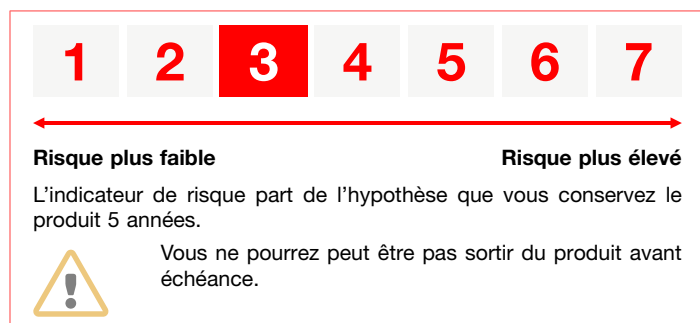 1 2 3 4 5 6 7
Risque plus faible Risque plus élevé
L'indicateur de risque part de l'hypothèse que vous conservez le
produit 5 années.
Vous ne pourrez peut être pas sortir du produit avant
échéance.